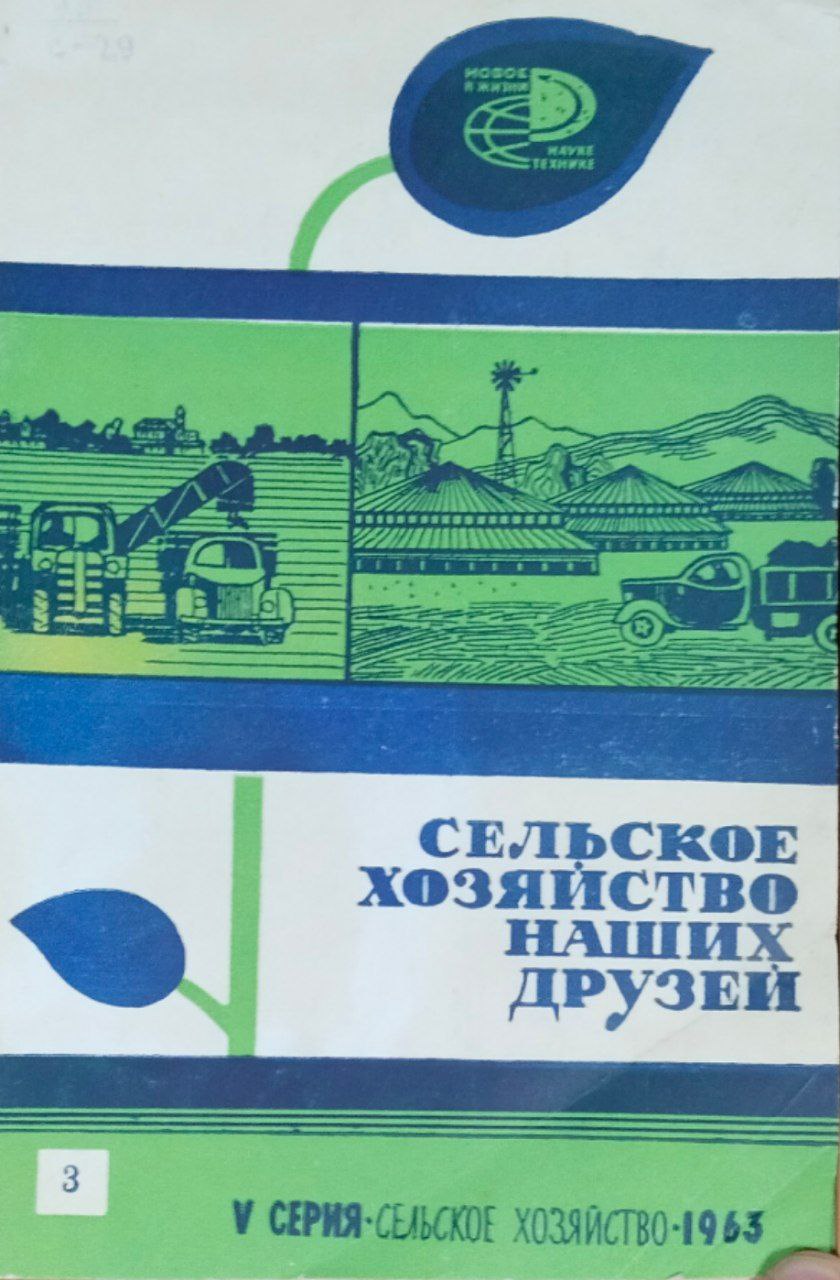 НОВОЕ
В ЖИЗНИ
НАУКЕ
ТЕХНИКЕ
СЕЛЬСКОЕ
ХОЗЯЙСТВО
НАШИХ
ДРУЗЕЙ
3
V СЕРИЯ·СЕЛЬСКОЕ ХОЗЯЙСТВО·1963